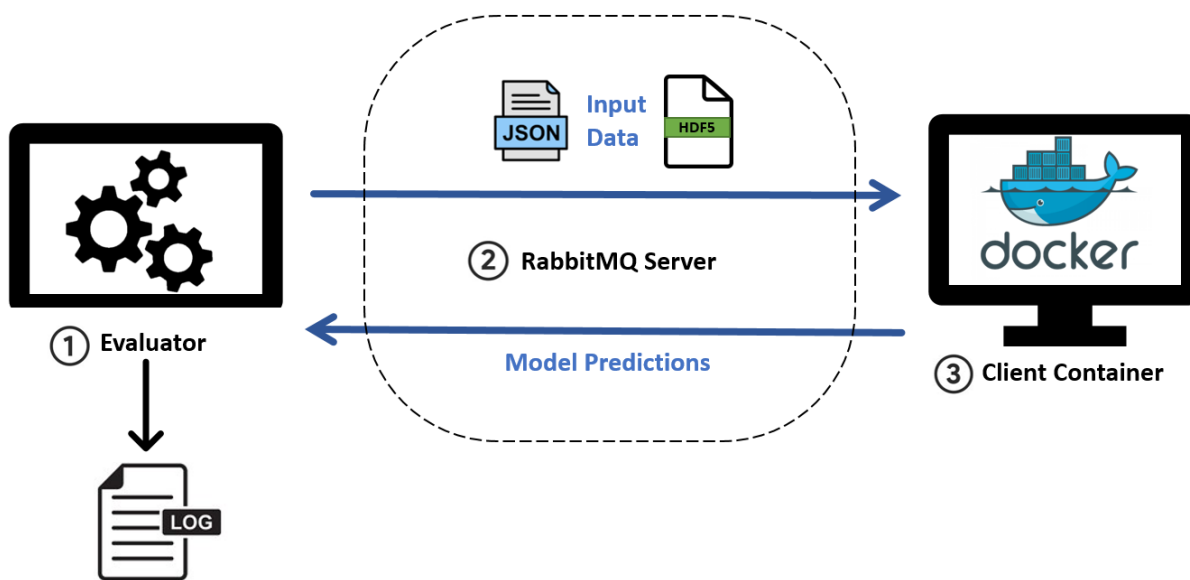 JSON
Input
Data
HDF5
② RabbitMQ Server
docker
① Evaluator
Model Predictions
③ Client Container
LOG